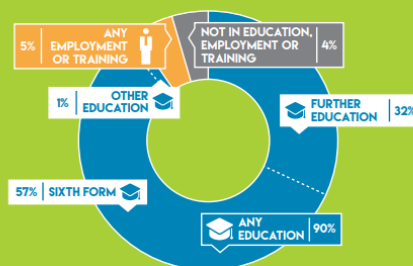 5%
ANY
EMPLOYMENT
OR TRAINING
NOT IN EDUCATION,
EMPLOYMENT OR
TRAINING
4%
1%
OTHER
EDUCATION
FURTHER
EDUCATION
32%
57%
SIXTH FORM
ANY
EDUCATION
90%